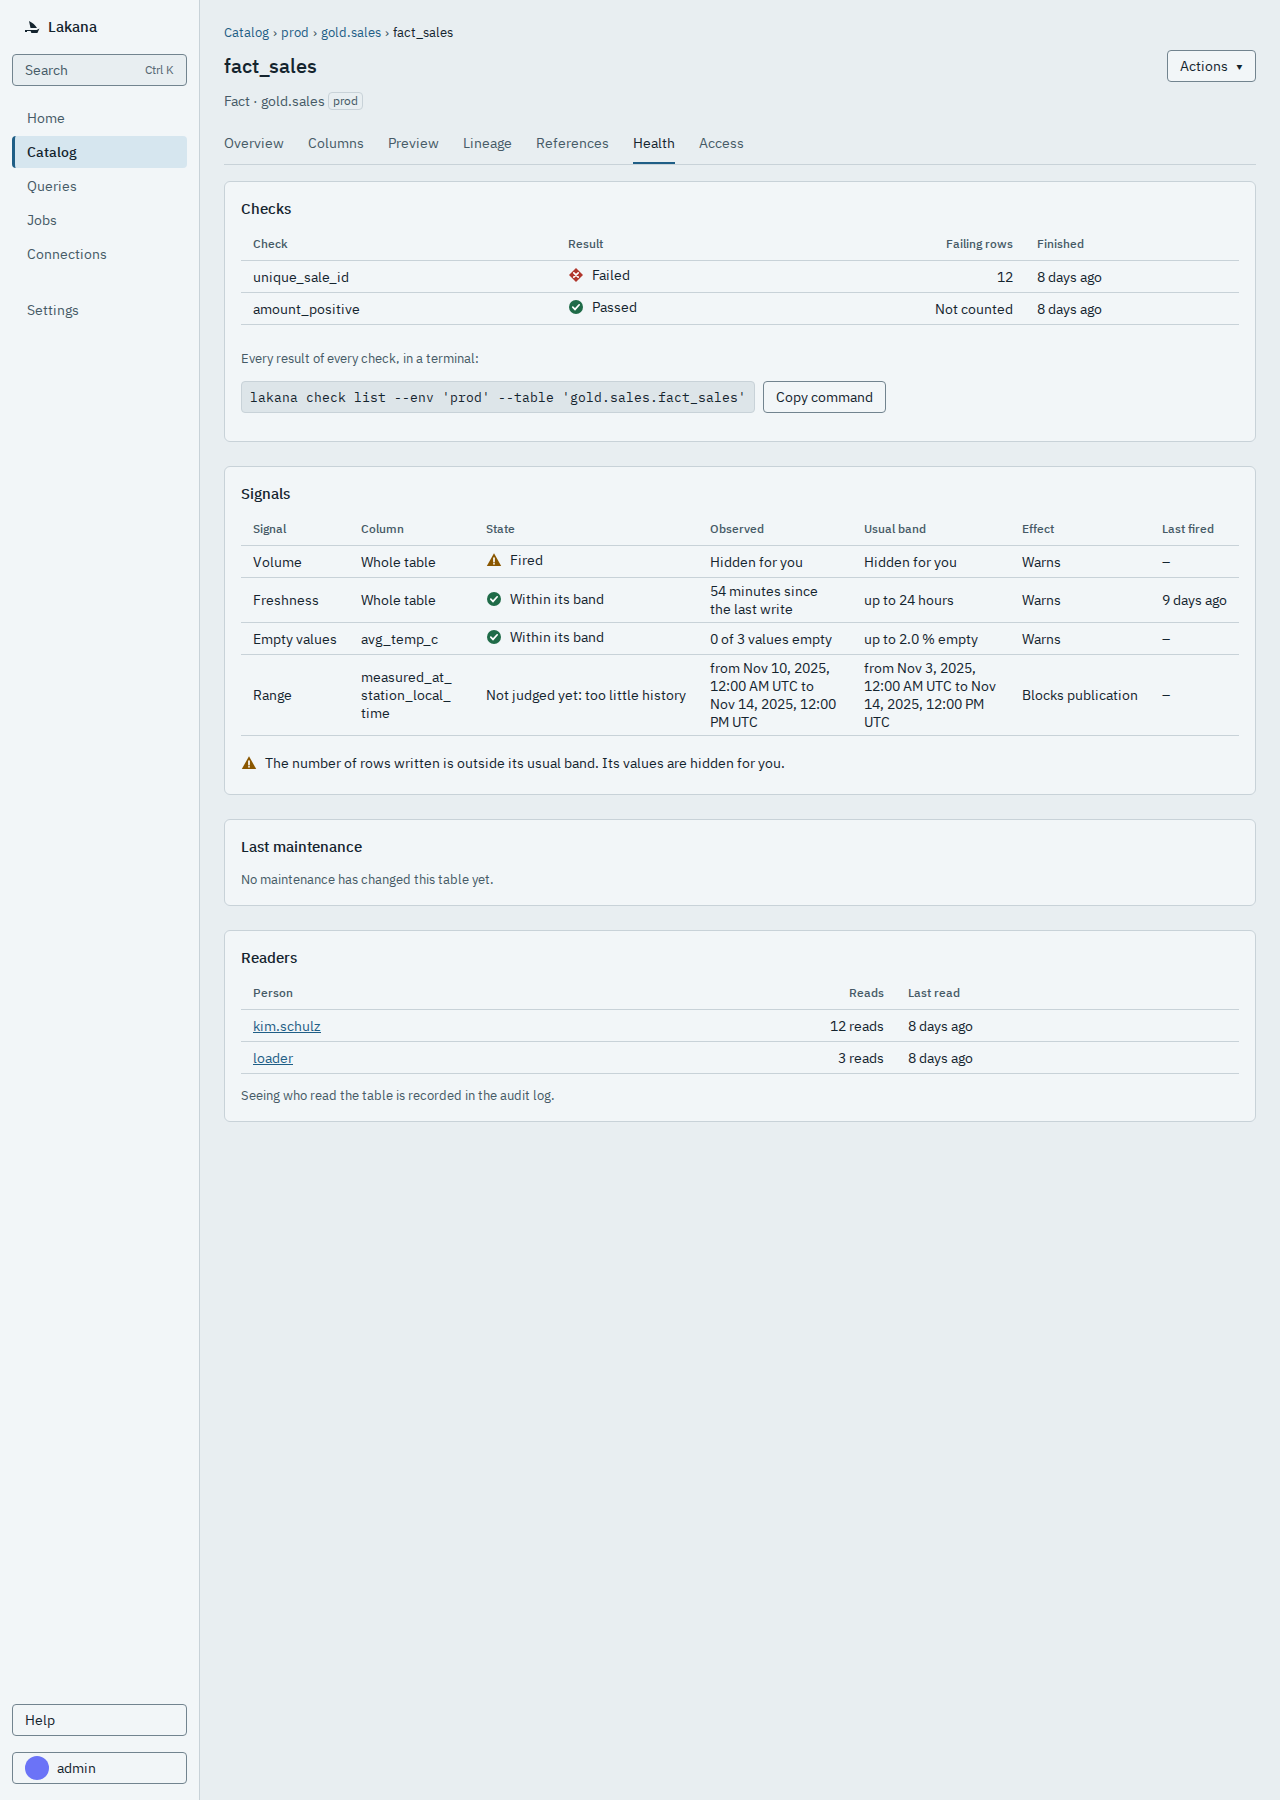 Lakana
Search Ctrl K
Home
Catalog
Queries
Jobs
Connections
Settings
Help
admin
Catalog › prod › gold.sales › fact_sales
fact_sales
Actions
Fact · gold.sales prod
Overview Columns Preview Lineage References Health Access
Checks
Check Result Failing rows Finished
unique_sale_id Failed 12 8 days ago
amount_positive Passed Not counted 8 days ago
Every result of every check, in a terminal:
lakana check list --env 'prod' --table 'gold.sales.fact_sales' Copy command
Signals
Signal Column State Observed Usual band Effect Last fired
Volume Whole table Fired Hidden for you Hidden for you Warns –
Freshness Whole table Within its band 54 minutes since
the last write up to 24 hours Warns 9 days ago
Empty values avg_temp_c Within its band 0 of 3 values empty up to 2.0 % empty Warns –
Range measured_at_
station_local_
time Not judged yet: too little history from Nov 10, 2025,
12:00 AM UTC to
Nov 14, 2025, 12:00
PM UTC from Nov 3, 2025,
12:00 AM UTC to Nov
14, 2025, 12:00 PM
UTC Blocks publication –
The number of rows written is outside its usual band. Its values are hidden for you.
Last maintenance
No maintenance has changed this table yet.
Readers
Person Reads Last read
kim.schulz 12 reads 8 days ago
loader 3 reads 8 days ago
Seeing who read the table is recorded in the audit log.